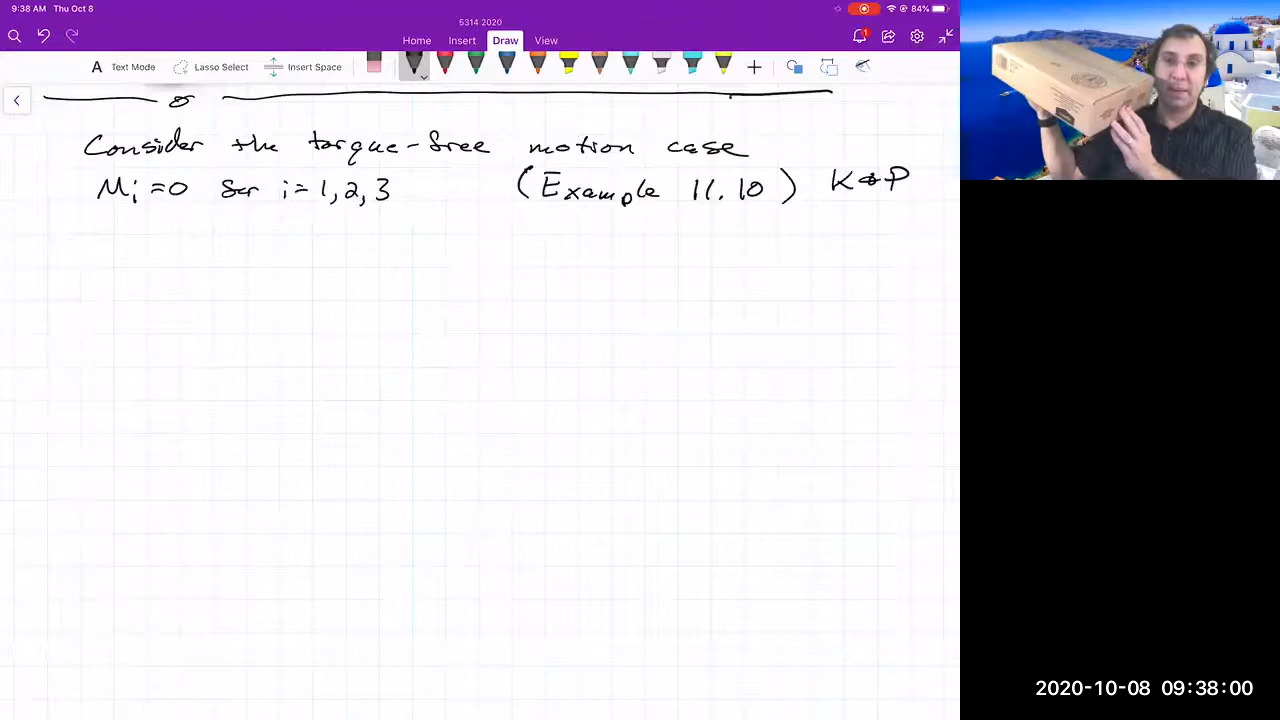 9:38 AM Thu Oct 8
84%
5314 2020
Home Insert Draw View
1
Text Mode Lasso Select Insert Space
Consider the torque-free motion case
Mi = 0 for i = 1, 2, 3 (Example 11.10) K&P
2020-10-08 09:38:00